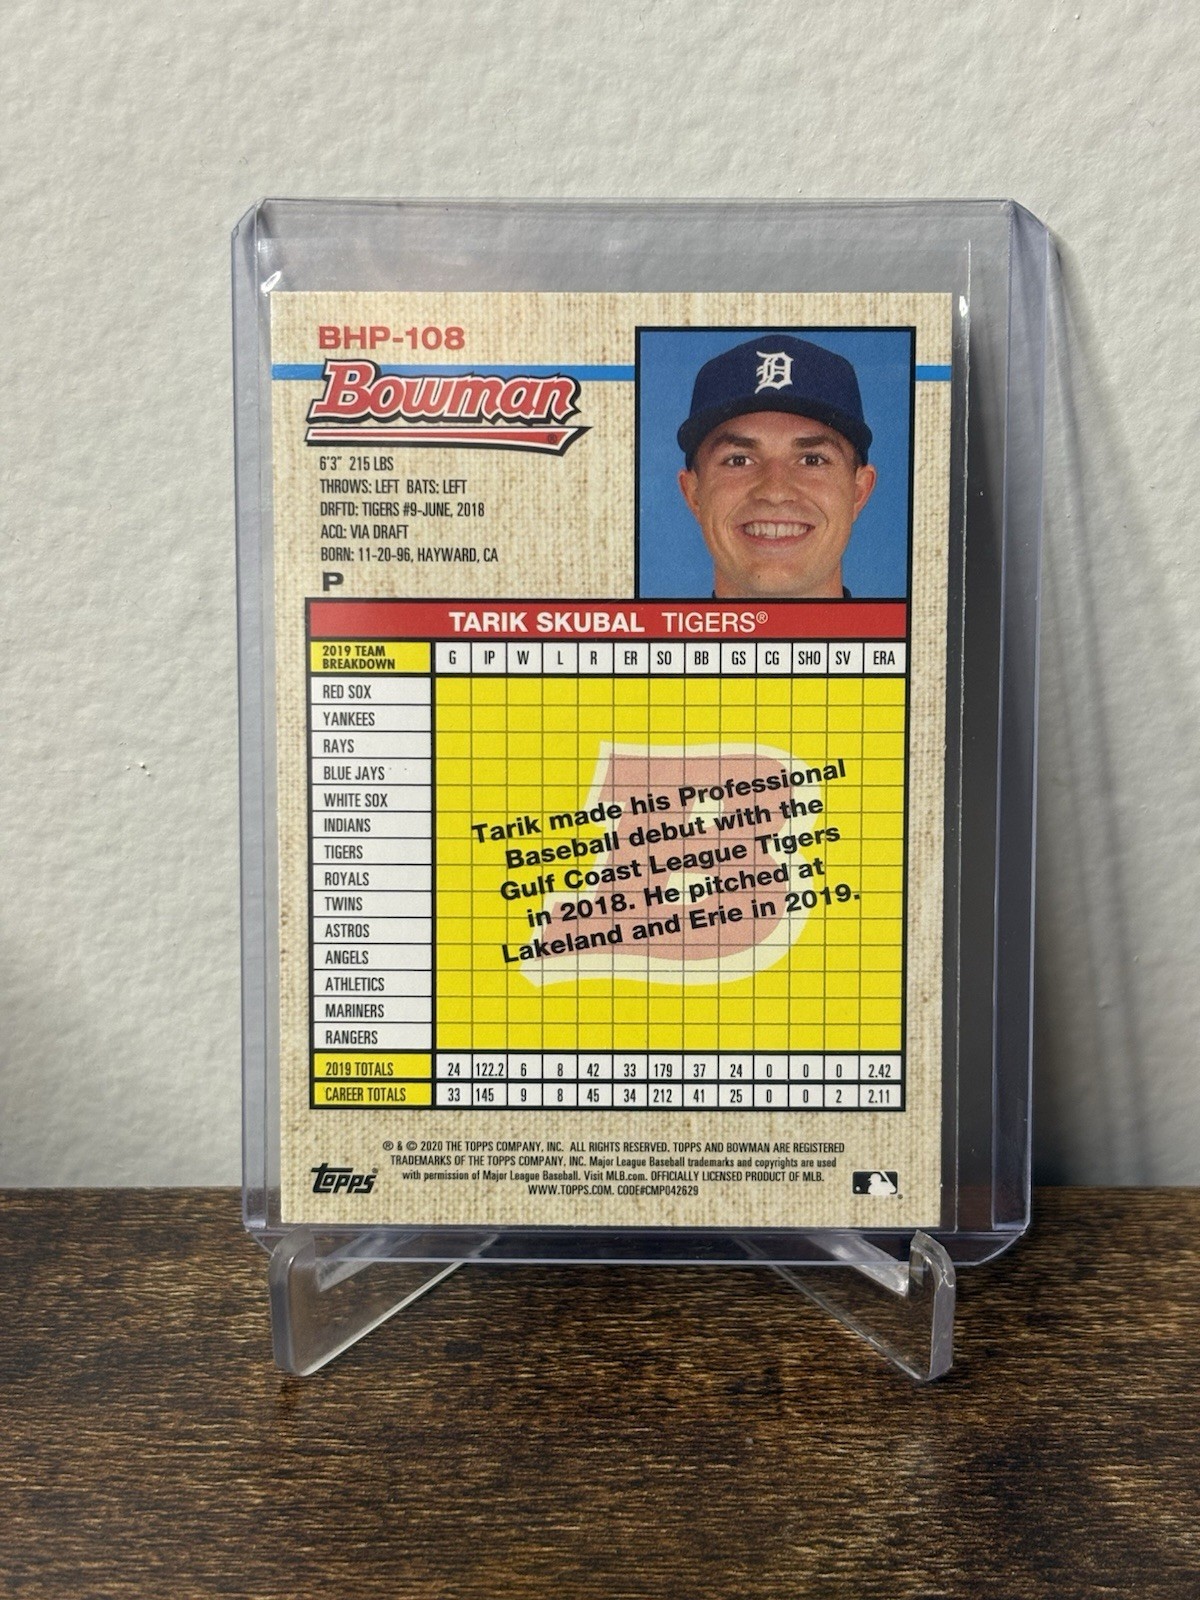 BHP-108
Bowman®
6'3" 215 LBS
THROWS: LEFT BATS: LEFT
DRFTD: TIGERS #9-JUNE, 2018
ACQ: VIA DRAFT
BORN: 11-20-96, HAYWARD, CA
P
D
TARIK SKUBAL TIGERS®
2019 TEAM BREAKDOWN G IP W L R ER SO BB GS CG SHO SV ERA
RED SOX
YANKEES
RAYS
BLUE JAYS
WHITE SOX
INDIANS
TIGERS
ROYALS
TWINS
ASTROS
ANGELS
ATHLETICS
MARINERS
RANGERS
B
Tarik made his Professional
Baseball debut with the
Gulf Coast League Tigers
in 2018. He pitched at
Lakeland and Erie in 2019.
2019 TOTALS 24 122.2 6 8 42 33 179 37 24 0 0 0 2.42
CAREER TOTALS 33 145 9 8 45 34 212 41 25 0 0 2 2.11
® & © 2020 THE TOPPS COMPANY, INC. ALL RIGHTS RESERVED. TOPPS AND BOWMAN ARE REGISTERED
TRADEMARKS OF THE TOPPS COMPANY, INC. Major League Baseball trademarks and copyrights are used
with permission of Major League Baseball. Visit MLB.com. OFFICIALLY LICENSED PRODUCT OF MLB.
WWW.TOPPS.COM. CODE#CMP042629
topps®